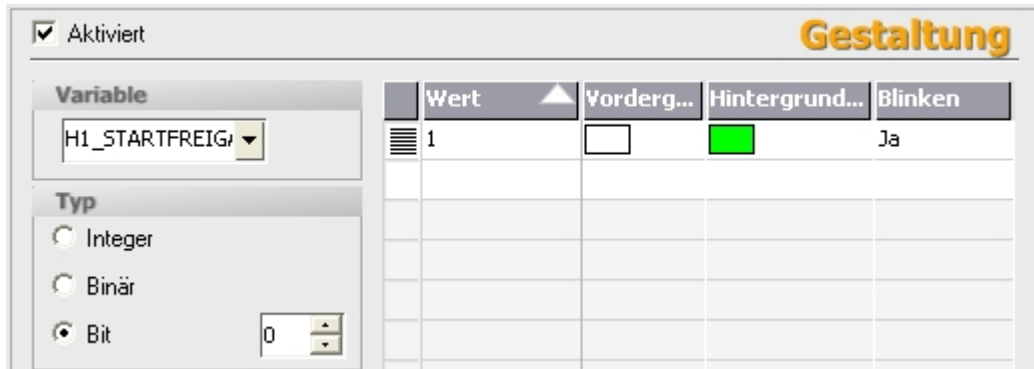 Aktiviert
Gestaltung
Variable
H1_STARTFREIG
Typ
Integer
Binär
Bit
0
Wert Vorderg... Hintergrund... Blinken
1 Ja